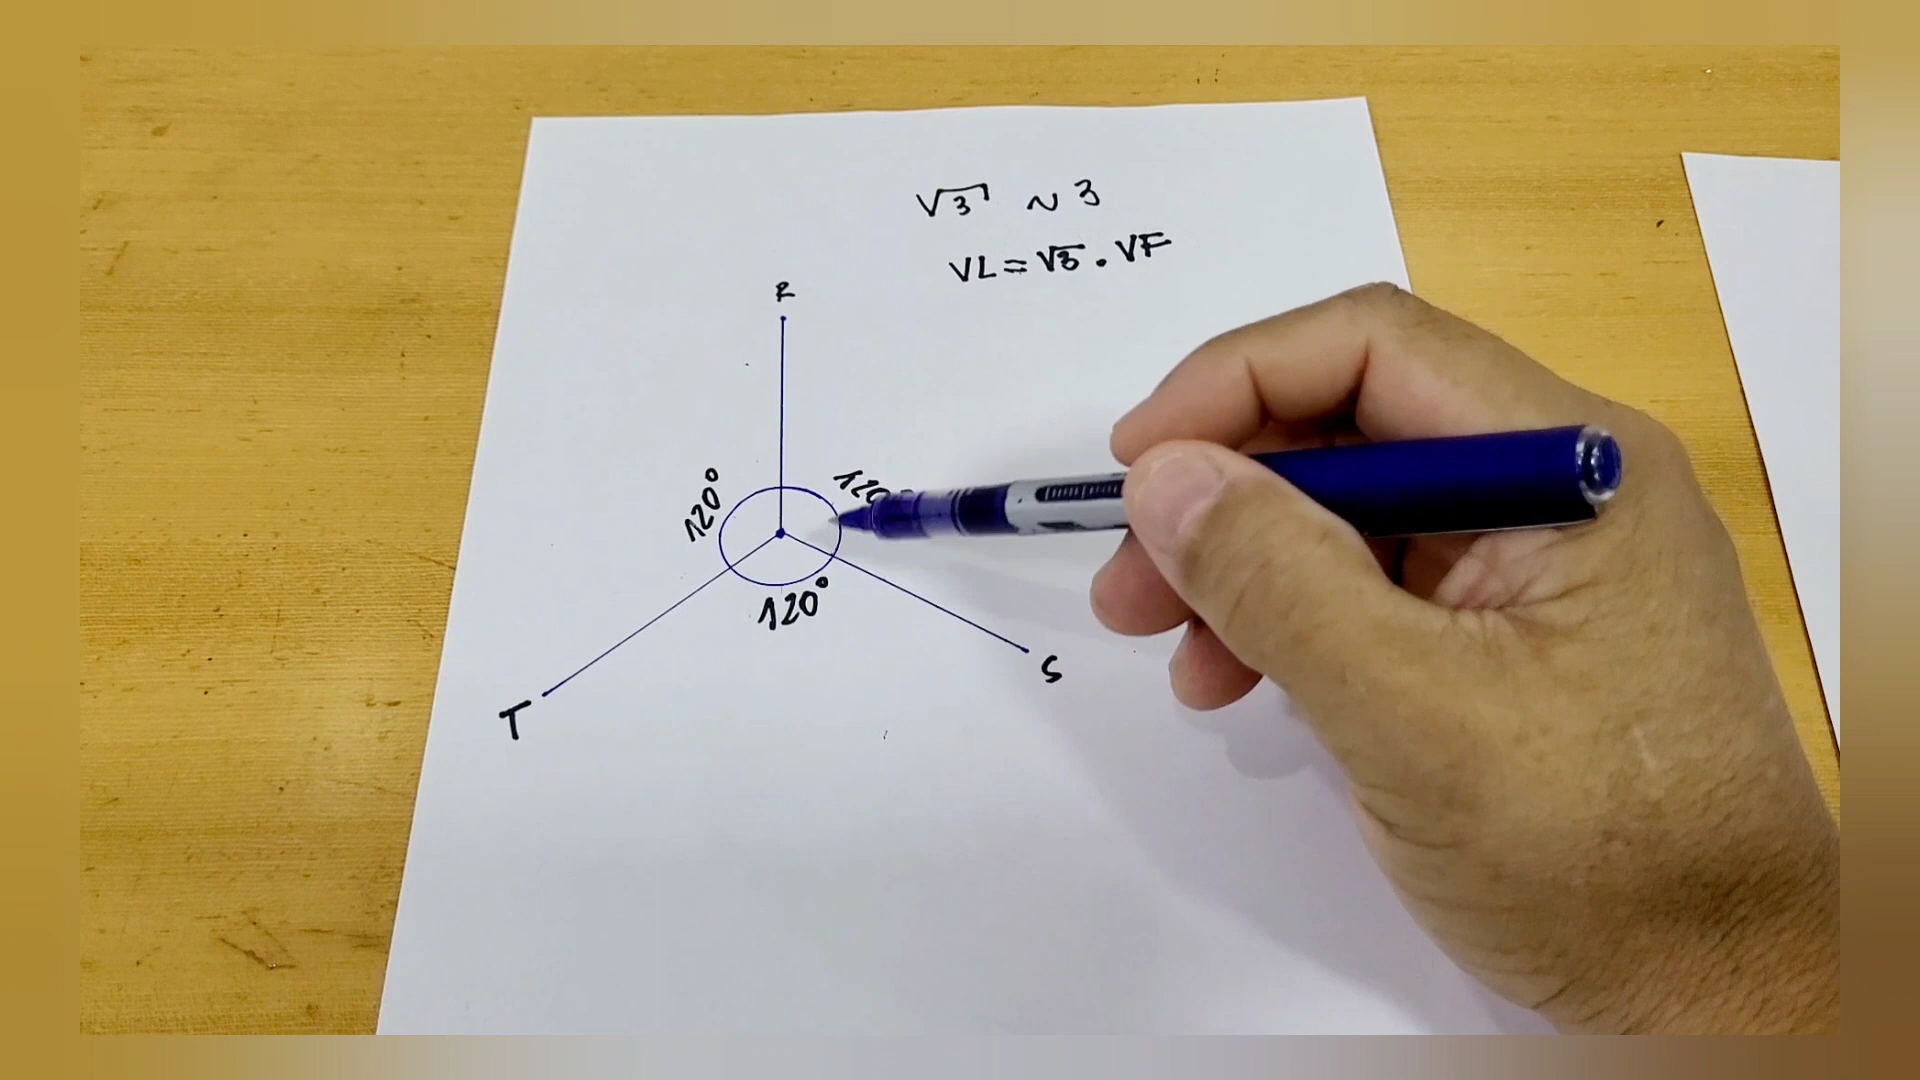 √3 ~ 3
VL = √3 . VF
R
120°
120
120°
S
T